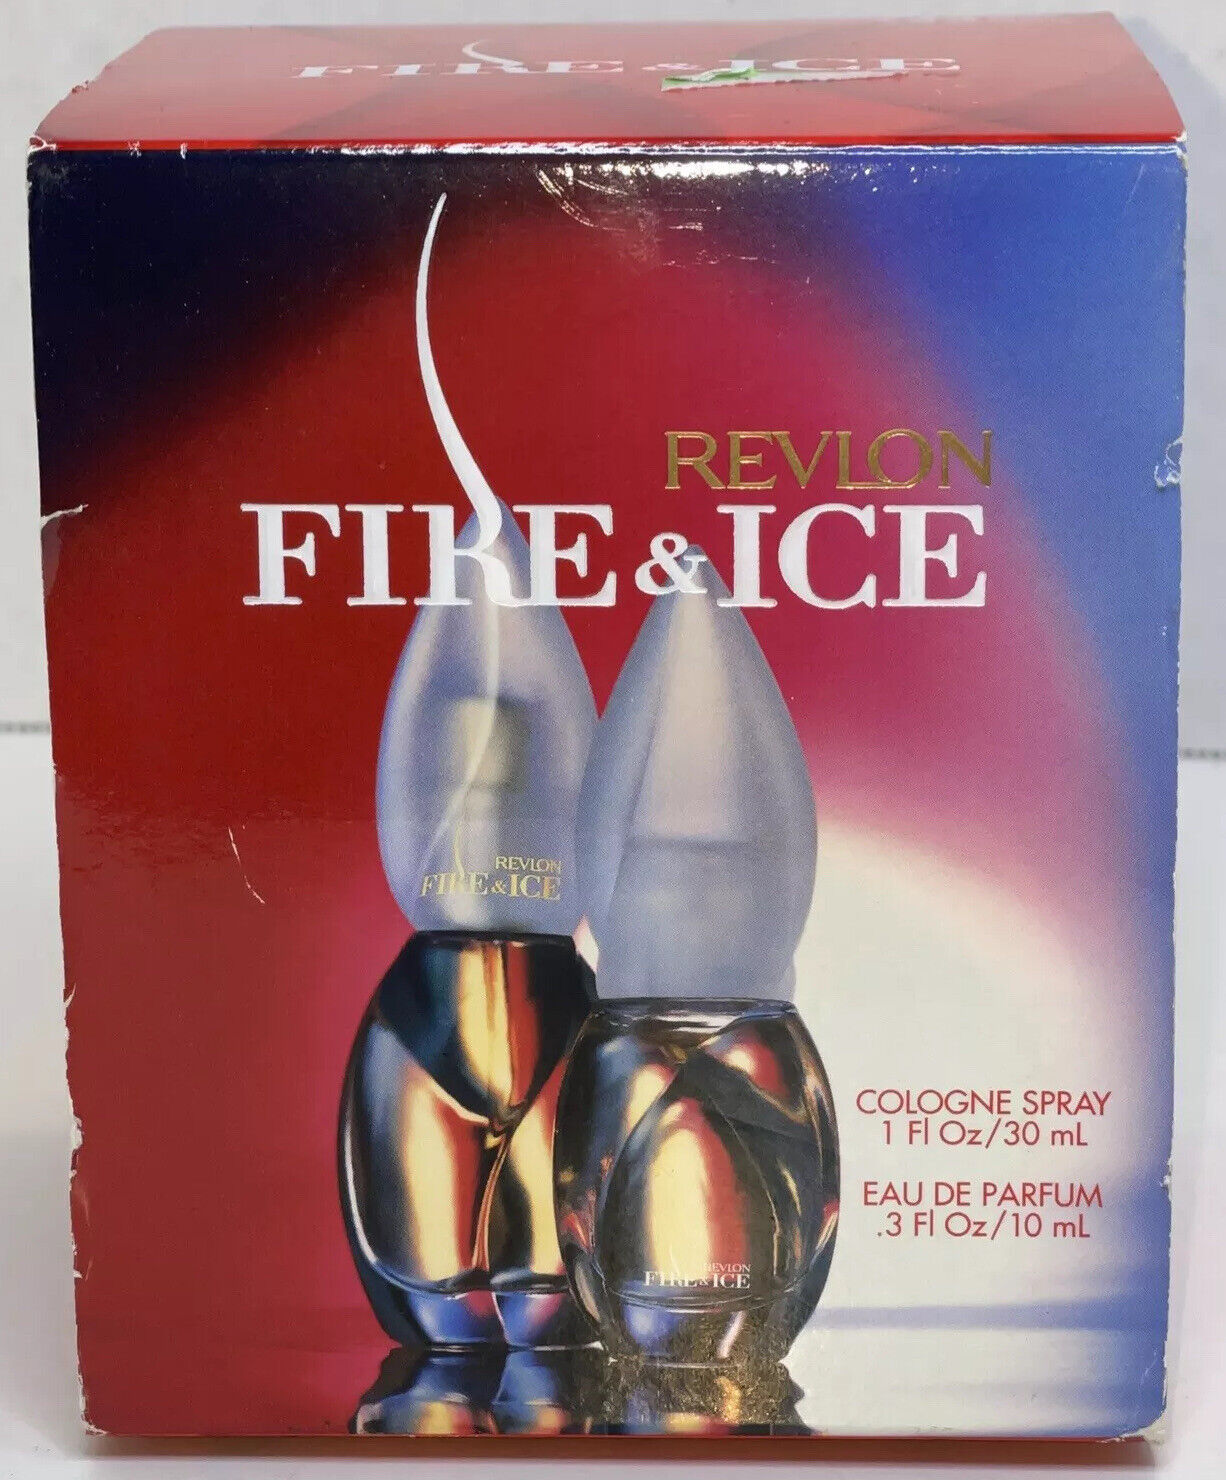 FIRE & ICE
REVLON
FIRE & ICE
REVLON
FIRE & ICE
COLOGNE SPRAY
1 Fl Oz/30 mL
EAU DE PARFUM
.3 Fl Oz/10 mL
REVLON
FIRE & ICE